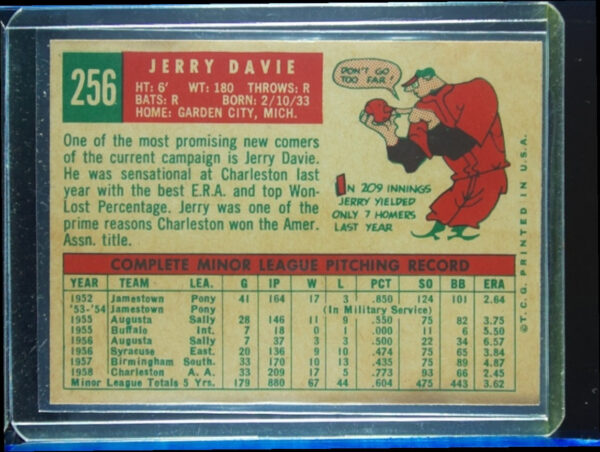 256
JERRY DAVIE
HT: 6' WT: 180 THROWS: R
BATS: R BORN: 2/10/33
HOME: GARDEN CITY, MICH.
DON'T GO
TOO FAR!
One of the most promising new comers
of the current campaign is Jerry Davie.
He was sensational at Charleston last
year with the best E.R.A. and top Won-
Lost Percentage. Jerry was one of the
prime reasons Charleston won the Amer.
Assn. title.
IN 209 INNINGS
JERRY YIELDED
ONLY 7 HOMERS
LAST YEAR
© T.C.G. PRINTED IN U.S.A.
COMPLETE MINOR LEAGUE PITCHING RECORD
YEAR TEAM LEA. G IP W L PCT SO BB ERA
1952 Jamestown Pony 41 164 17 3 .850 124 101 2.64
'53-'54 Jamestown Pony (In Military Service)
1955 Augusta Sally 28 146 11 9 .550 75 82 3.75
1955 Buffalo Int. 7 18 0 1 .000 11 6 5.50
1956 Augusta Sally 7 37 3 3 .500 22 34 6.57
1956 Syracuse East. 20 136 9 10 .474 75 64 3.38
1957 Birmingham South. 33 170 10 13 .435 77 89 4.87
1958 Charleston A. A. 33 209 17 5 .773 93 66 2.45
Minor League Totals 5 Yrs. 179 880 67 44 .604 475 443 3.62